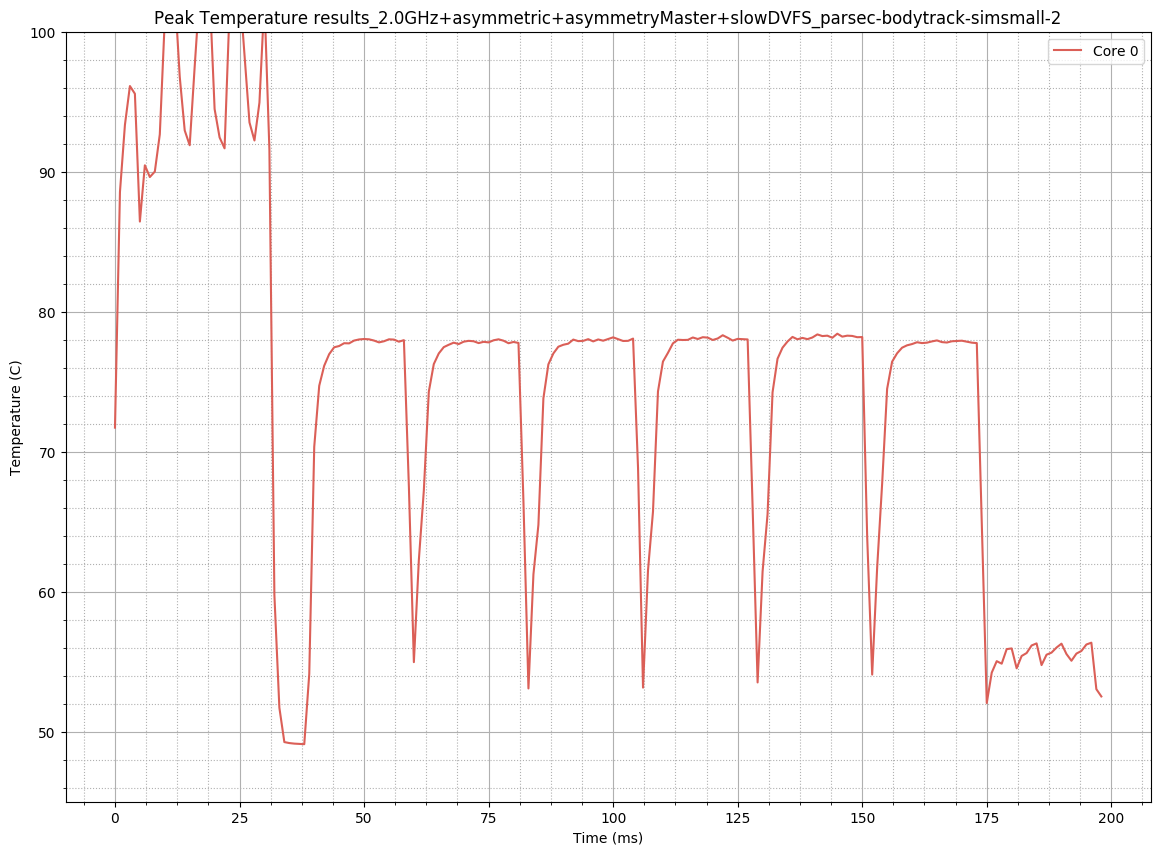 Peak Temperature results_2.0GHz+asymmetric+asymmetryMaster+slowDVFS_parsec-bodytrack-simsmall-2
Core 0
100
90
80
70
60
50
Temperature (C)
0 25 50 75 100 125 150 175 200
Time (ms)